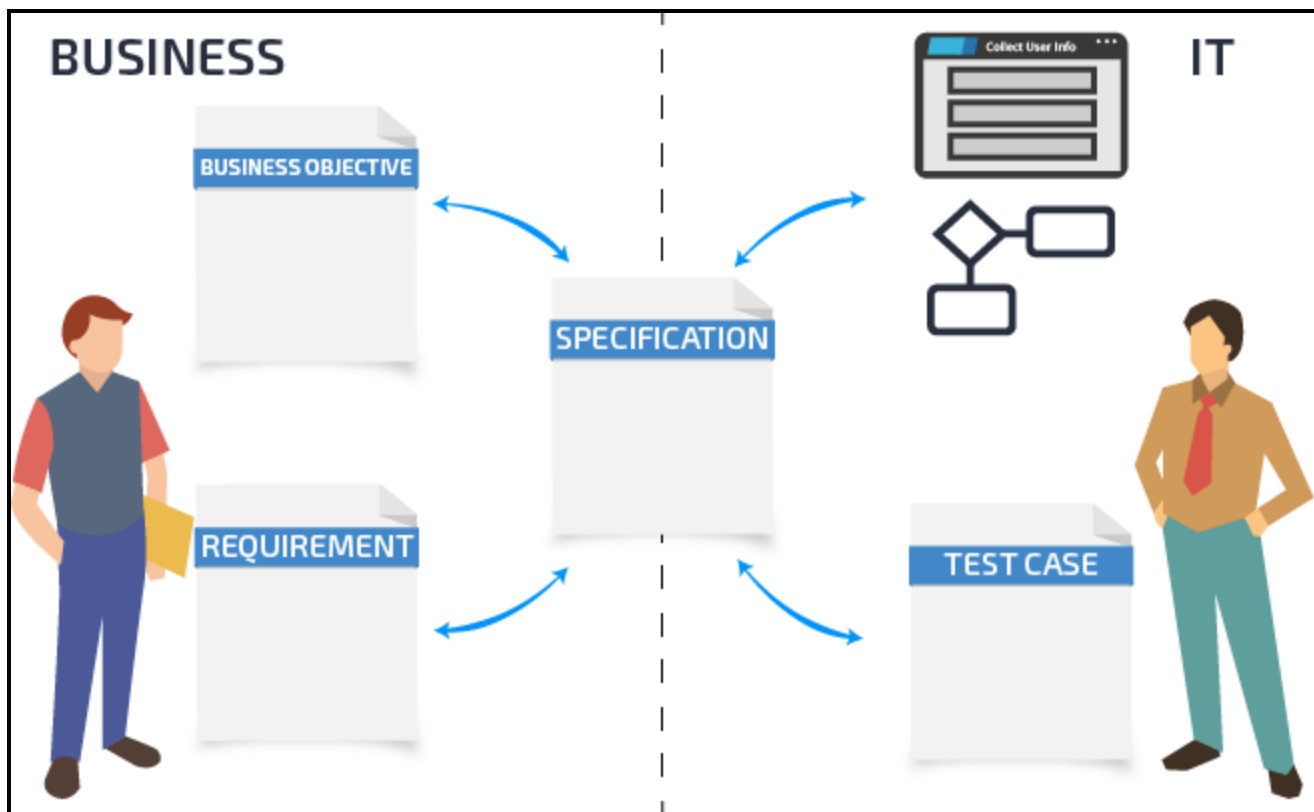 BUSINESS
IT
Collect User Info
BUSINESS OBJECTIVE
SPECIFICATION
REQUIREMENT
TEST CASE